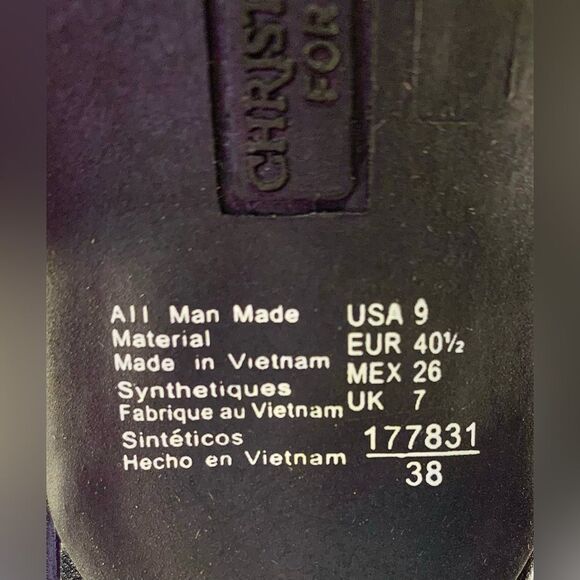 CHRIST
FOR
All Man Made
Material
Made in Vietnam
Synthetiques
Fabrique au Vietnam
Sintéticos
Hecho en Vietnam
USA 9
EUR 40½
MEX 26
UK 7
177831
38